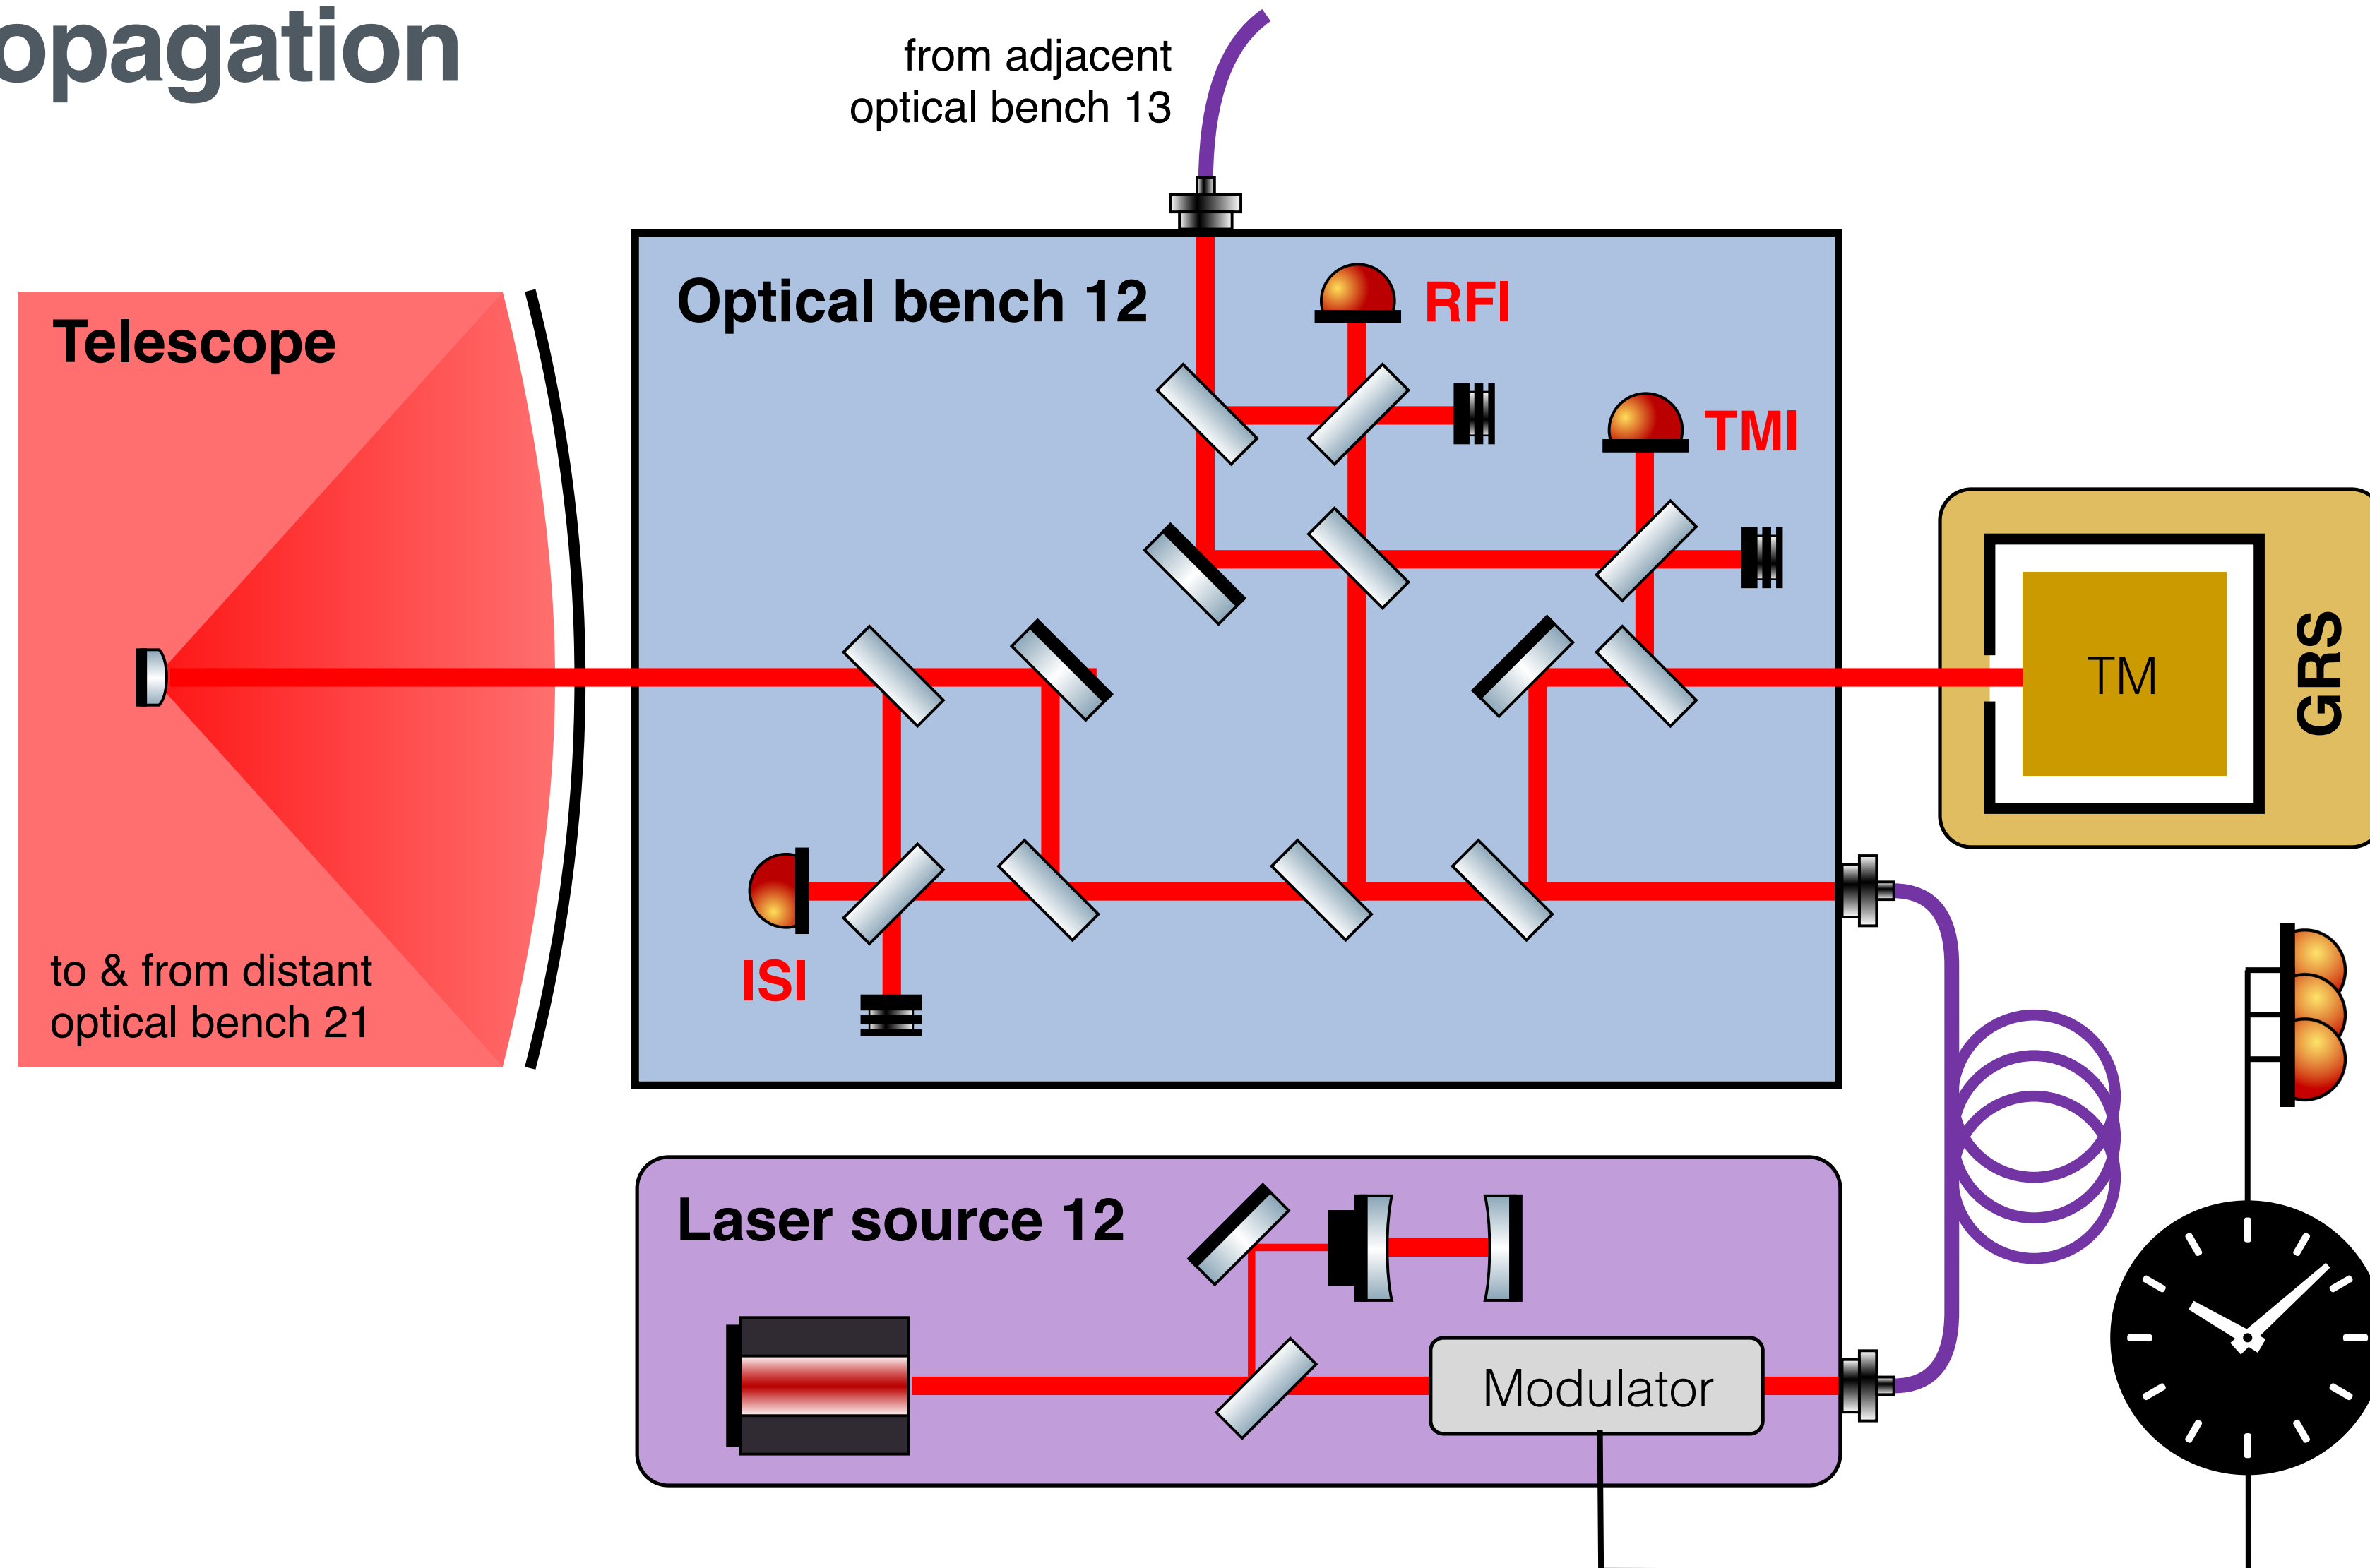 opagation
from adjacent
optical bench 13
Optical bench 12
RFI
Telescope
TMI
TM
GRS
ISI
to & from distant
optical bench 21
Laser source 12
Modulator